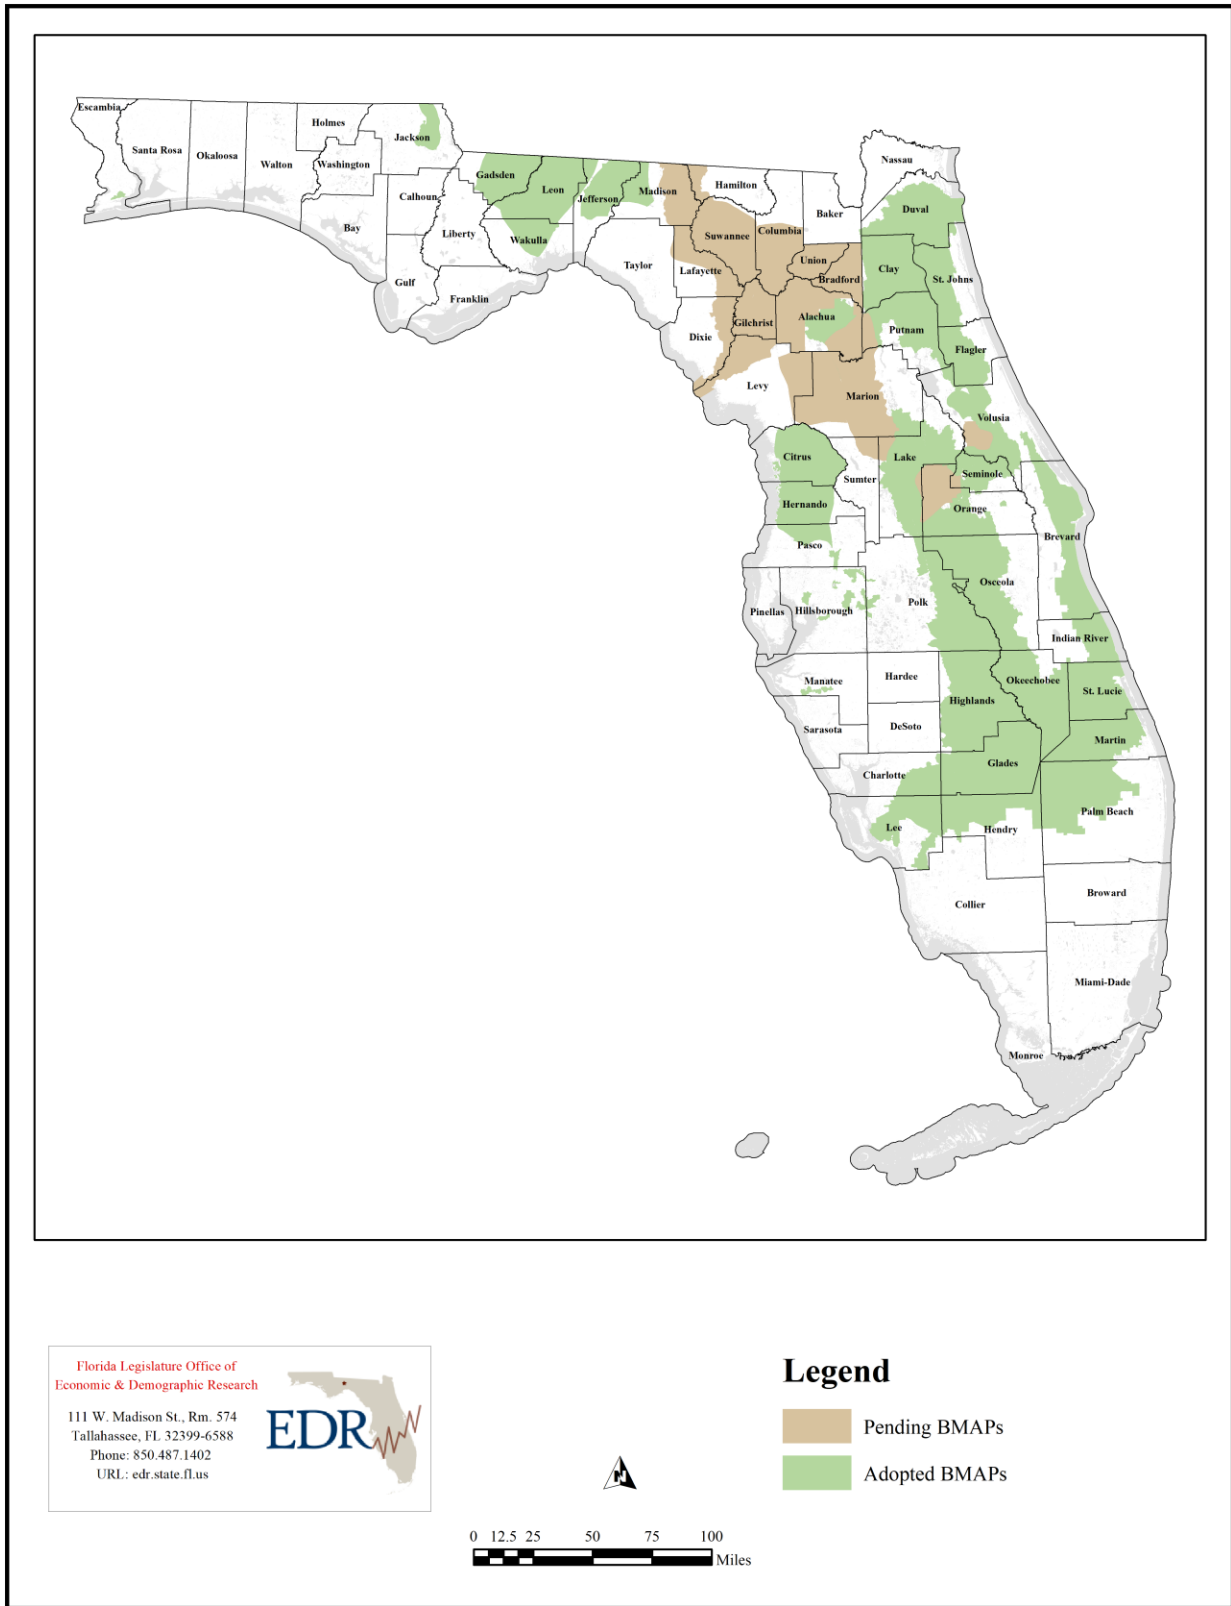 Escambia
Santa Rosa
Okaloosa
Walton
Holmes
Washington
Jackson
Bay
Calhoun
Gulf
Liberty
Franklin
Gadsden
Leon
Wakulla
Jefferson
Madison
Taylor
Hamilton
Suwannee
Lafayette
Dixie
Columbia
Baker
Union
Bradford
Gilchrist
Alachua
Levy
Nassau
Duval
Clay
St. Johns
Putnam
Flagler
Marion
Volusia
Citrus
Hernando
Pasco
Sumter
Lake
Seminole
Orange
Brevard
Osceola
Polk
Pinellas
Hillsborough
Indian River
Manatee
Hardee
Highlands
Okeechobee
St. Lucie
Sarasota
DeSoto
Martin
Charlotte
Glades
Lee
Hendry
Palm Beach
Collier
Broward
Miami-Dade
Monroe
Florida Legislature Office of
Economic & Demographic Research
111 W. Madison St., Rm. 574
Tallahassee, FL 32399-6588
Phone: 850.487.1402
URL: edr.state.fl.us
EDR
N
Legend
Pending BMAPs
Adopted BMAPs
0 12.5 25 50 75 100
Miles